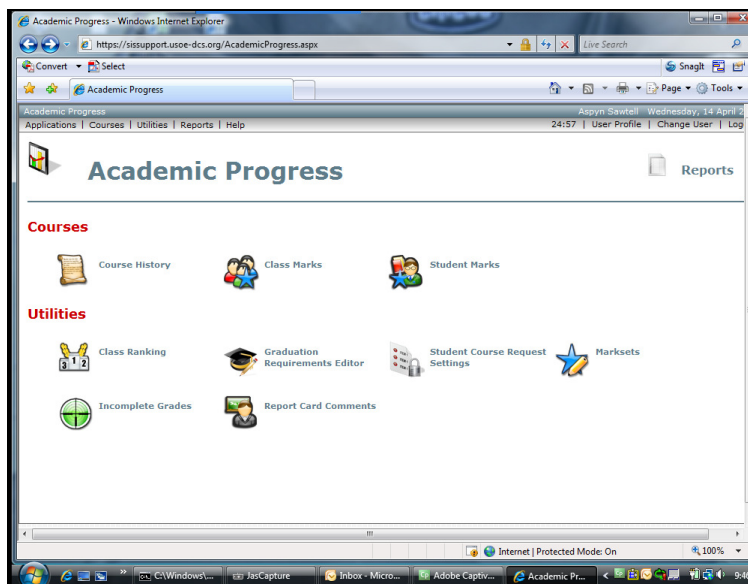 Academic Progress - Windows Internet Explorer
https://sissupport.usoe-dcs.org/AcademicProgress.aspx Live Search
Convert Select SnagIt
Academic Progress Page Tools
Academic Progress Aspyn Sawtell Wednesday, 14 April 2
Applications | Courses | Utilities | Reports | Help 24:57 | User Profile | Change User | Log
Academic Progress Reports
Courses
Course History Class Marks Student Marks
Utilities
Class Ranking Graduation Requirements Editor Student Course Request Settings Marksets
Incomplete Grades Report Card Comments
Internet | Protected Mode: On 100%
C:\Windows\... JasCapture Inbox - Micro... Adobe Captiv... Academic Pr...